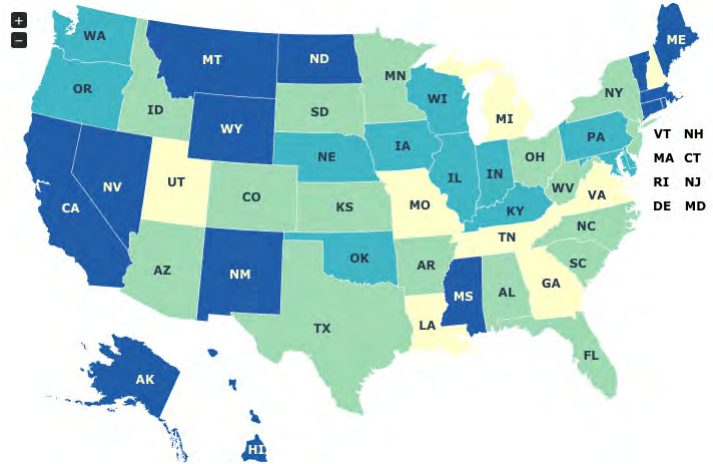 +
−
WA
OR
ID
MT
ND
MN
SD
WY
WI
MI
NY
ME
VT NH
MA CT
RI NJ
DE MD
CA
NV
UT
CO
NE
IA
IL
IN
OH
PA
WV
VA
KS
MO
KY
AZ
NM
OK
AR
TN
NC
SC
TX
LA
MS
AL
GA
FL
AK
HI